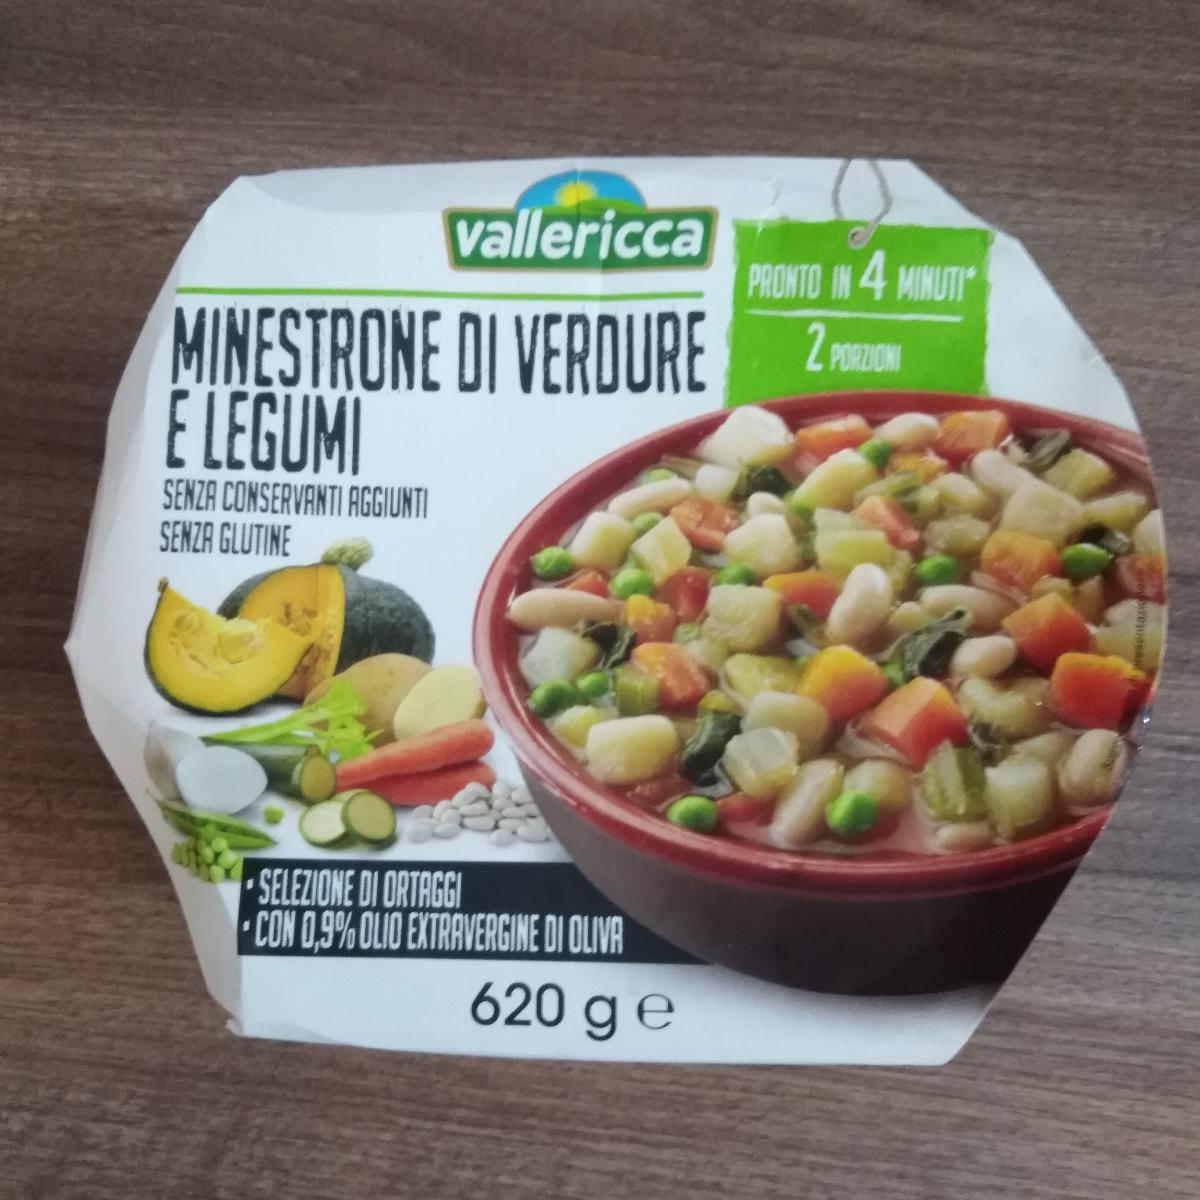 vallericca
MINESTRONE DI VERDURE
E LEGUMI
SENZA CONSERVANTI AGGIUNTI
SENZA GLUTINE
PRONTO IN 4 MINUTI*
2 PORZIONI
• SELEZIONE DI ORTAGGI
• CON 0,9% OLIO EXTRAVERGINE DI OLIVA
620 g e